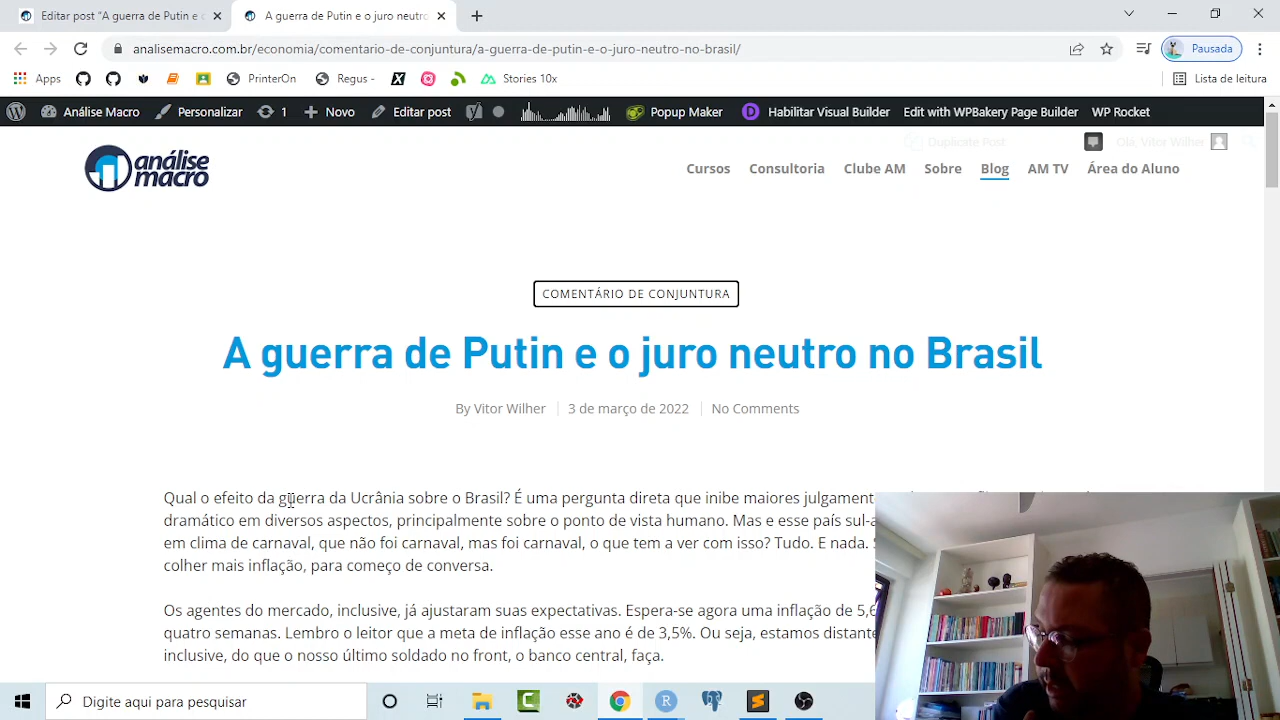 Editar post "A guerra de Putin e
A guerra de Putin e o juro neutro
analisemacro.com.br/economia/comentario-de-conjuntura/a-guerra-de-putin-e-o-juro-neutro-no-brasil/
Pausada
Apps
PrinterOn
Regus -
Stories 10x
Lista de leitura
Análise Macro
Personalizar
1
Novo
Editar post
Popup Maker
Habilitar Visual Builder
Edit with WPBakery Page Builder
WP Rocket
Duplicate Post
Olá, Vitor Wilher
análise
macro
Cursos
Consultoria
Clube AM
Sobre
Blog
AM TV
Área do Aluno
COMENTÁRIO DE CONJUNTURA
A guerra de Putin e o juro neutro no Brasil
By Vitor Wilher
3 de março de 2022
No Comments
Qual o efeito da guerra da Ucrânia sobre o Brasil? É uma pergunta direta que inibe maiores
dramático em diversos aspectos, principalmente sobre o ponto de vista humano. Mas e esse país
em clima de carnaval, que não foi carnaval, mas foi carnaval, o que tem a ver com isso? Tudo. E nada.
colher mais inflação, para começo de conversa.
Os agentes do mercado, inclusive, já ajustaram suas expectativas. Espera-se agora uma inflação de
quatro semanas. Lembro o leitor que a meta de inflação esse ano é de 3,5%. Ou seja, estamos
inclusive, do que o nosso último soldado no front, o banco central, faça.
Digite aqui para pesquisar